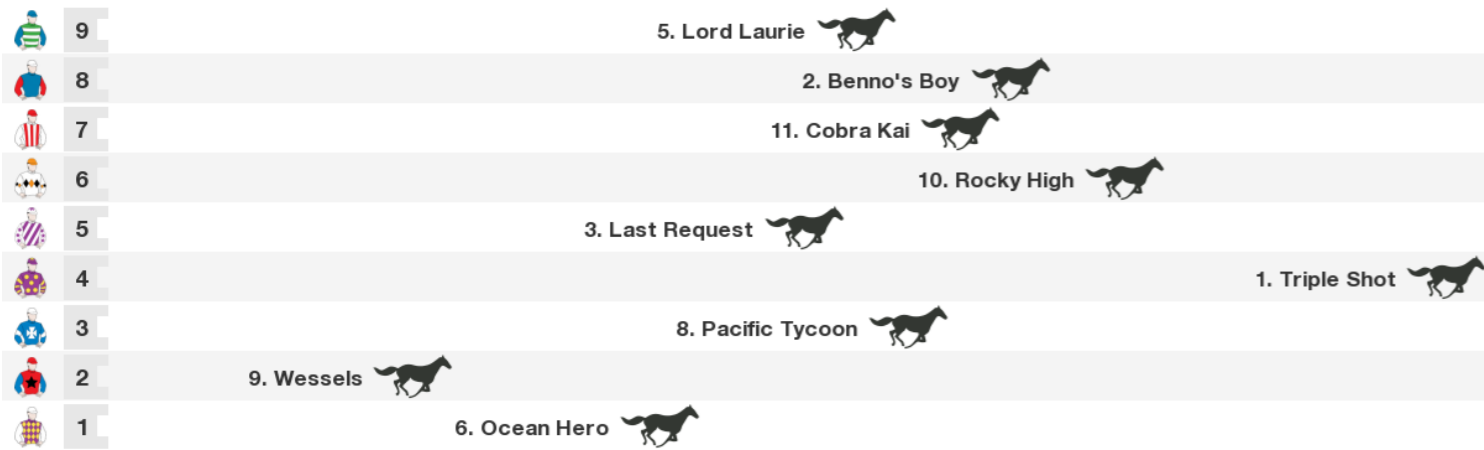 9 5. Lord Laurie
8 2. Benno's Boy
7 11. Cobra Kai
6 10. Rocky High
5 3. Last Request
4 1. Triple Shot
3 8. Pacific Tycoon
2 9. Wessels
1 6. Ocean Hero